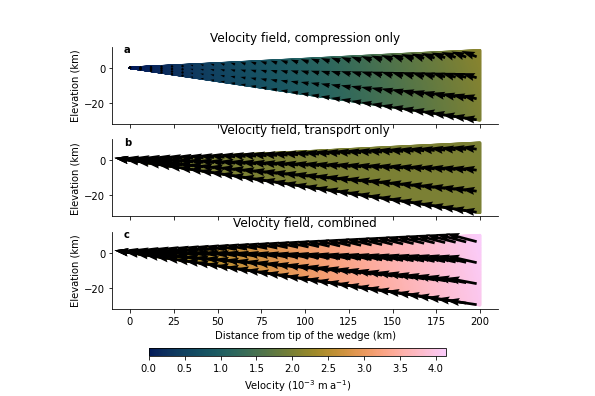 Velocity field, compression only
a
Elevation (km)
0
−20
Velocity field, transport only
b
Elevation (km)
0
−20
Velocity field, combined
c
Elevation (km)
0
−20
0 25 50 75 100 125 150 175 200
Distance from tip of the wedge (km)
0.0 0.5 1.0 1.5 2.0 2.5 3.0 3.5 4.0
Velocity (10⁻³ m a⁻¹)